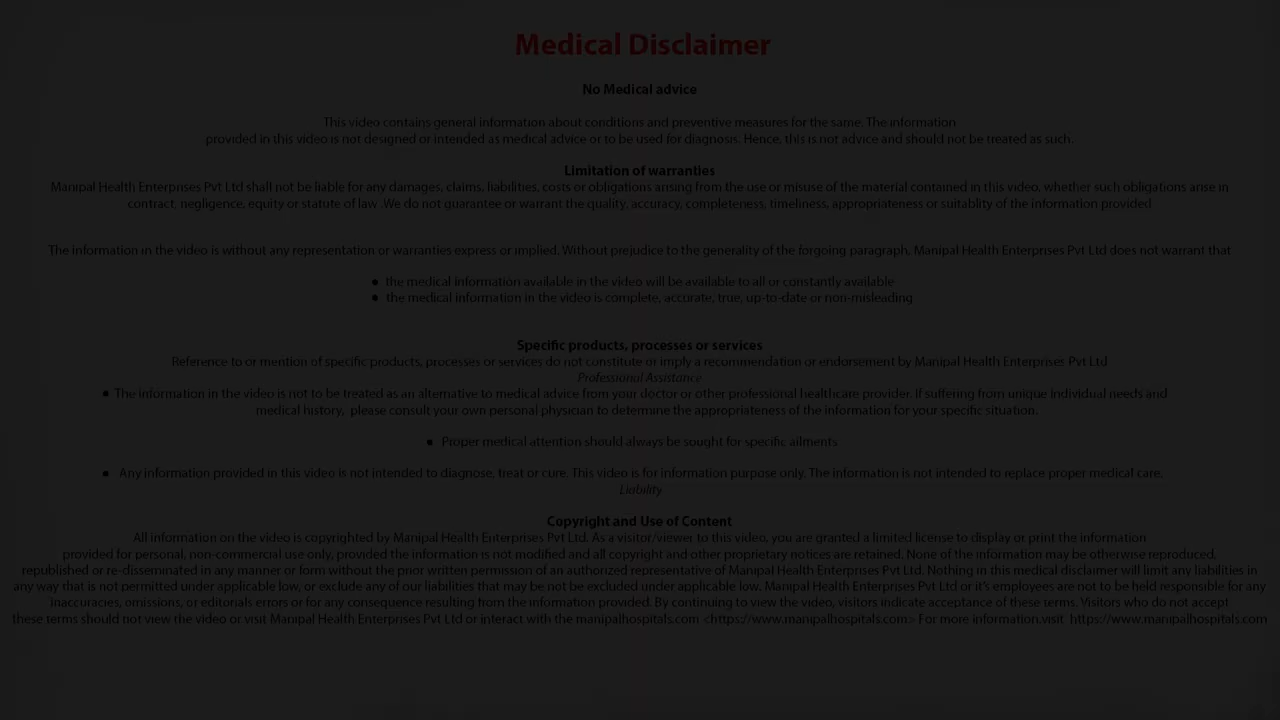 Medical Disclaimer
No Medical advice
This video contains general information about conditions and preventive measures for the same. The information
provided in this video is not designed or intended as medical advice or to be used for diagnosis. Hence, this is not advice and should not be treated as such.
Limitation of warranties
Manipal Health Enterprises Pvt Ltd shall not be liable for any damages, claims, liabilities, costs or obligations arising from the use or misuse of the material contained in this video, whether such obligations arise in
contract, negligence, equity or statute of law .We do not guarantee or warrant the quality, accuracy, completeness, timeliness, appropriateness or suitablity of the information provided
The information in the video is without any representation or warranties express or implied. Without prejudice to the generality of the forgoing paragraph, Manipal Health Enterprises Pvt Ltd does not warrant that
● the medical information available in the video will be available to all or constantly available
● the medical information in the video is complete, accurate, true, up-to-date or non-misleading
Specific products, processes or services
Reference to or mention of specific products, processes or services do not constitute or imply a recommendation or endorsement by Manipal Health Enterprises Pvt Ltd
Professional Assistance
● The information in the video is not to be treated as an alternative to medical advice from your doctor or other professional healthcare provider. If suffering from unique individual needs and
medical history, please consult your own personal physician to determine the appropriateness of the information for your specific situation.
● Proper medical attention should always be sought for specific ailments
● Any information provided in this video is not intended to diagnose, treat or cure. This video is for information purpose only. The information is not intended to replace proper medical care.
Liability
Copyright and Use of Content
All information on the video is copyrighted by Manipal Health Enterprises Pvt Ltd. As a visitor/viewer to this video, you are granted a limited license to display or print the information
provided for personal, non-commercial use only, provided the information is not modified and all copyright and other proprietary notices are retained. None of the information may be otherwise reproduced,
republished or re-disseminated in any manner or form without the prior written permission of an authorized representative of Manipal Health Enterprises Pvt Ltd. Nothing in this medical disclaimer will limit any liabilities in
any way that is not permitted under applicable low, or exclude any of our liabilities that may be not be excluded under applicable low. Manipal Health Enterprises Pvt Ltd or it's employees are not to be held responsible for any
inaccuracies, omissions, or editorials errors or for any consequence resulting from the information provided. By continuing to view the video, visitors indicate acceptance of these terms. Visitors who do not accept
these terms should not view the video or visit Manipal Health Enterprises Pvt Ltd or interact with the manipalhospitals.com <https://www.manipalhospitals.com> For more information.visit https://www.manipalhospitals.com